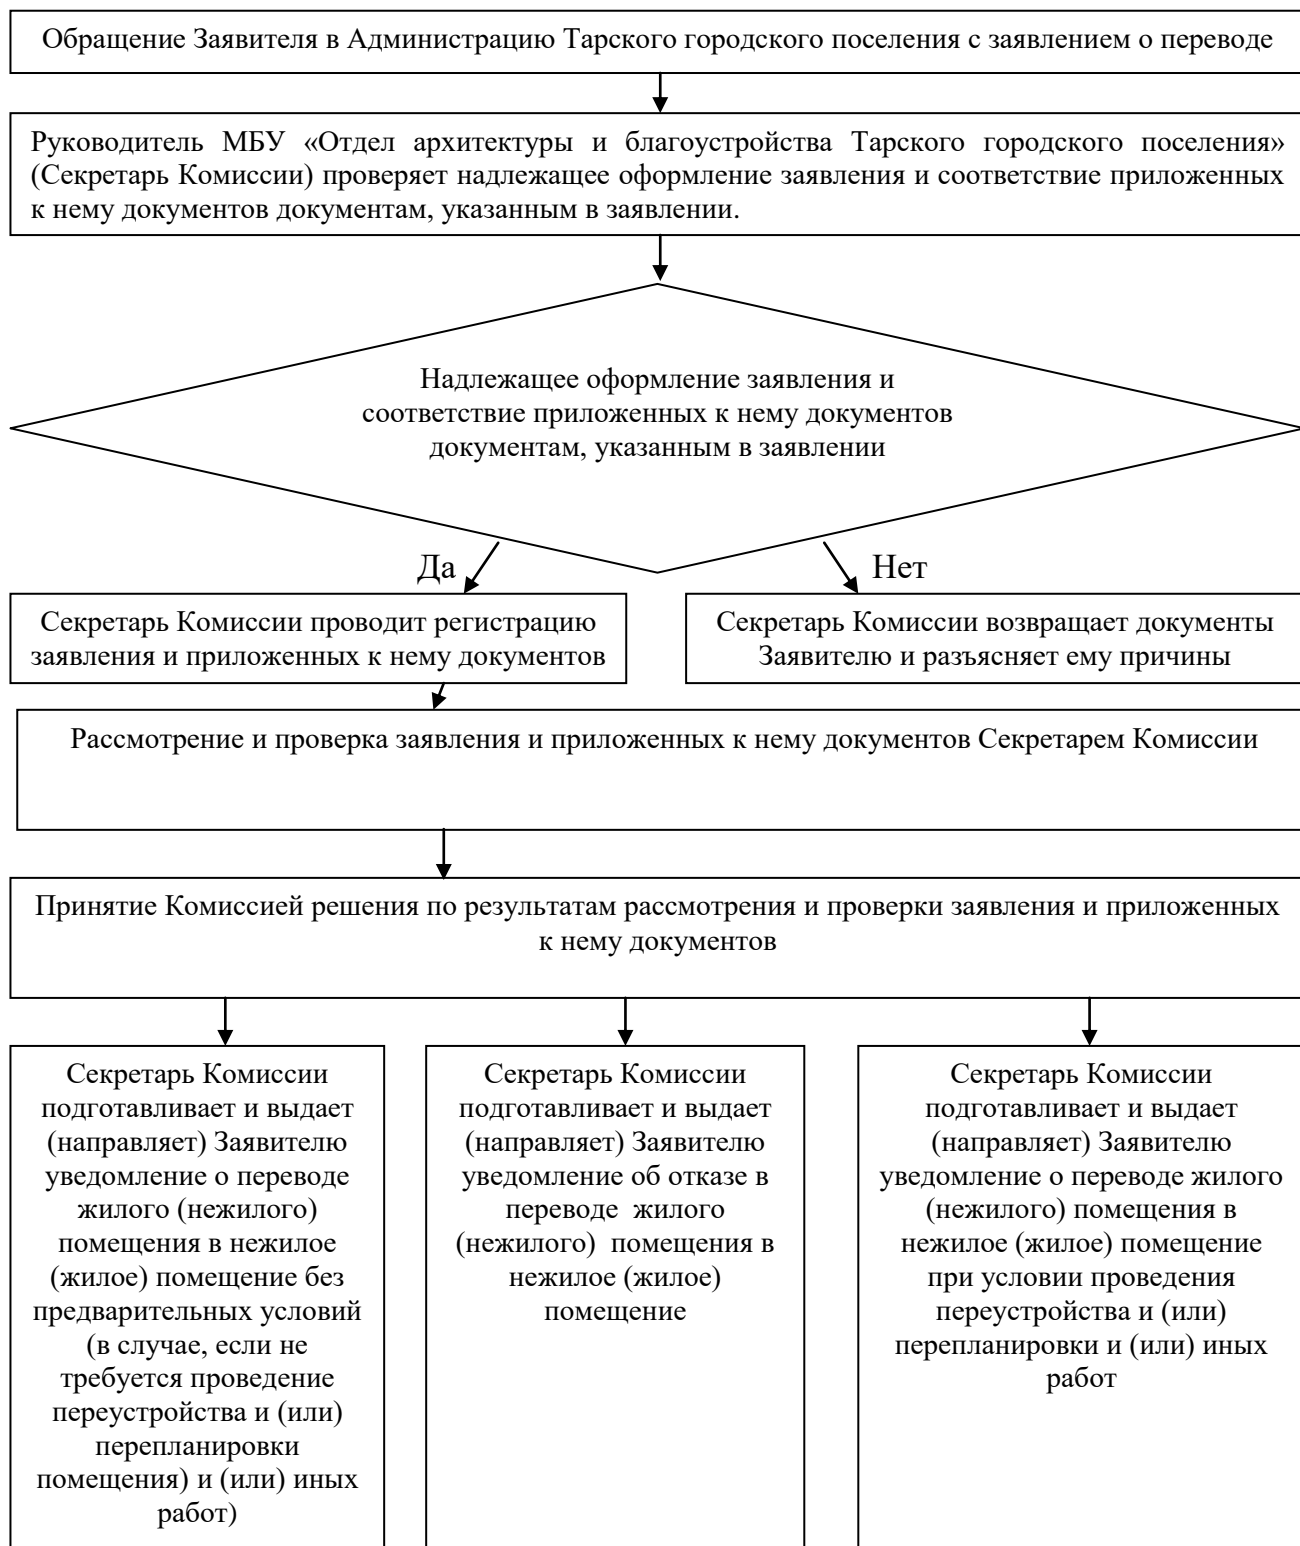 Обращение Заявителя в Администрацию Тарского городского поселения с заявлением о переводе
Руководитель МБУ «Отдел архитектуры и благоустройства Тарского городского поселения»
(Секретарь Комиссии) проверяет надлежащее оформление заявления и соответствие приложенных
к нему документов документам, указанным в заявлении.
Надлежащее оформление заявления и
соответствие приложенных к нему документов
документам, указанным в заявлении
Да
Нет
Секретарь Комиссии проводит регистрацию
заявления и приложенных к нему документов
Секретарь Комиссии возвращает документы
Заявителю и разъясняет ему причины
Рассмотрение и проверка заявления и приложенных к нему документов Секретарем Комиссии
Принятие Комиссией решения по результатам рассмотрения и проверки заявления и приложенных
к нему документов
Секретарь Комиссии
подготавливает и выдает
(направляет) Заявителю
уведомление о переводе
жилого (нежилого)
помещения в нежилое
(жилое) помещение без
предварительных условий
(в случае, если не
требуется проведение
переустройства и (или)
перепланировки
помещения) и (или) иных
работ)
Секретарь Комиссии
подготавливает и выдает
(направляет) Заявителю
уведомление об отказе в
переводе жилого
(нежилого) помещения в
нежилое (жилое)
помещение
Секретарь Комиссии
подготавливает и выдает
(направляет) Заявителю
уведомление о переводе жилого
(нежилого) помещения в
нежилое (жилое) помещение
при условии проведения
переустройства и (или)
перепланировки и (или) иных
работ